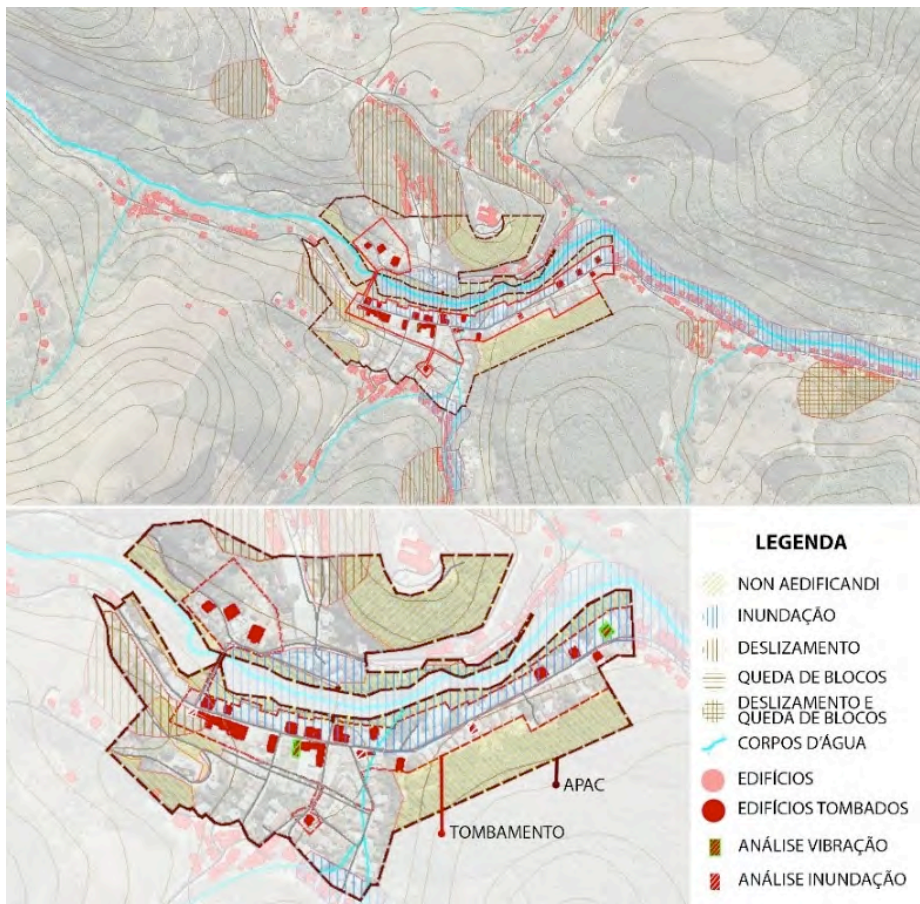 LEGENDA
NON AEDIFICANDI
INUNDAÇÃO
DESLIZAMENTO
QUEDA DE BLOCOS
DESLIZAMENTO E
QUEDA DE BLOCOS
CORPOS D'ÁGUA
EDIFÍCIOS
EDIFÍCIOS TOMBADOS
ANÁLISE VIBRAÇÃO
ANÁLISE INUNDAÇÃO
APAC
TOMBAMENTO